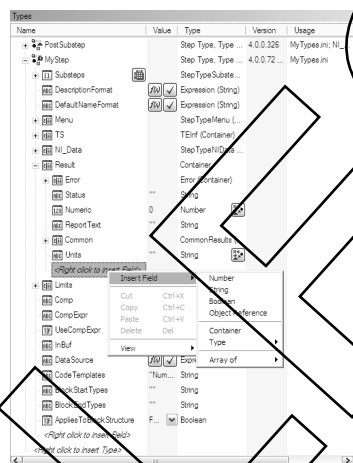 Types
Name Value Type Version Usage
PostSubstep Step Type, Type ... 4.0.0.326 MyTypes.ini; NI_
MyStep Step Type, Type ... 4.0.0.72 ... MyTypes.ini
Substeps StepTypeSubste...
DescriptionFormat Expression (String)
DefaultNameFormat Expression (String)
Menu StepTypeMenu (...
TS TEInf (Container)
NI_Data StepTypeNIData
Result Container
Error Error (Container)
Status "" String
Numeric 0 Number
ReportText "" String
Common CommonResults
Units "" String
<Right click to insert Field>
Insert Field Number
String
Boolean
Object Reference
Container
Type
Array of
Cut Ctrl+X
Copy Ctrl+C
Paste Ctrl+V
Delete Del
View
Limits
Comp
CompExpr
UseCompExpr
InBuf
DataSource Expre
CodeTemplates "Num... String
BlockStartTypes "" String
BlockEndTypes "" String
AppliesToBlockStructure F... Boolean
<Right click to insert Field>
<Right click to insert Type>